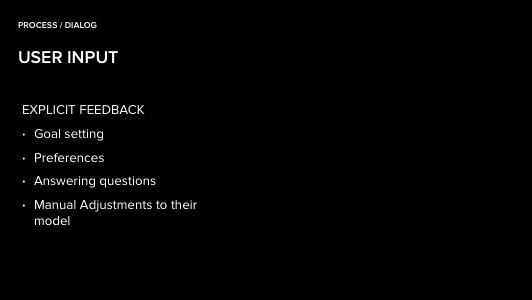 PROCESS / DIALOG
USER INPUT
EXPLICIT FEEDBACK
• Goal setting
• Preferences
• Answering questions
• Manual Adjustments to their
model